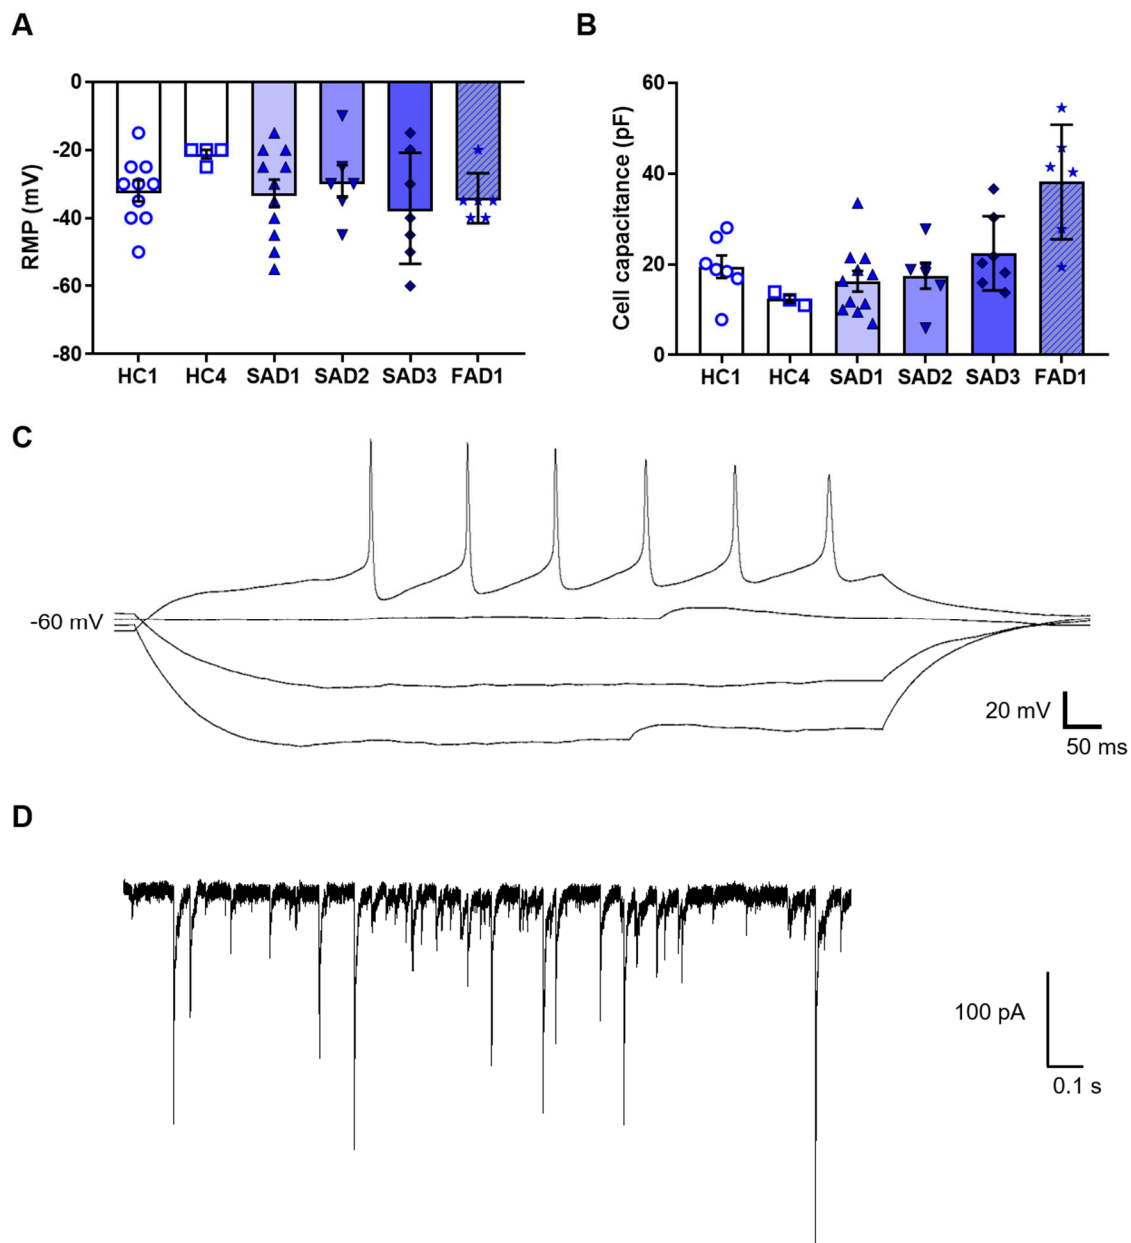 A
B
RMP (mV)
0
-20
-40
-60
-80
HC1 HC4 SAD1 SAD2 SAD3 FAD1
Cell capacitance (pF)
60
40
20
0
HC1 HC4 SAD1 SAD2 SAD3 FAD1
C
-60 mV
20 mV
50 ms
D
100 pA
0.1 s